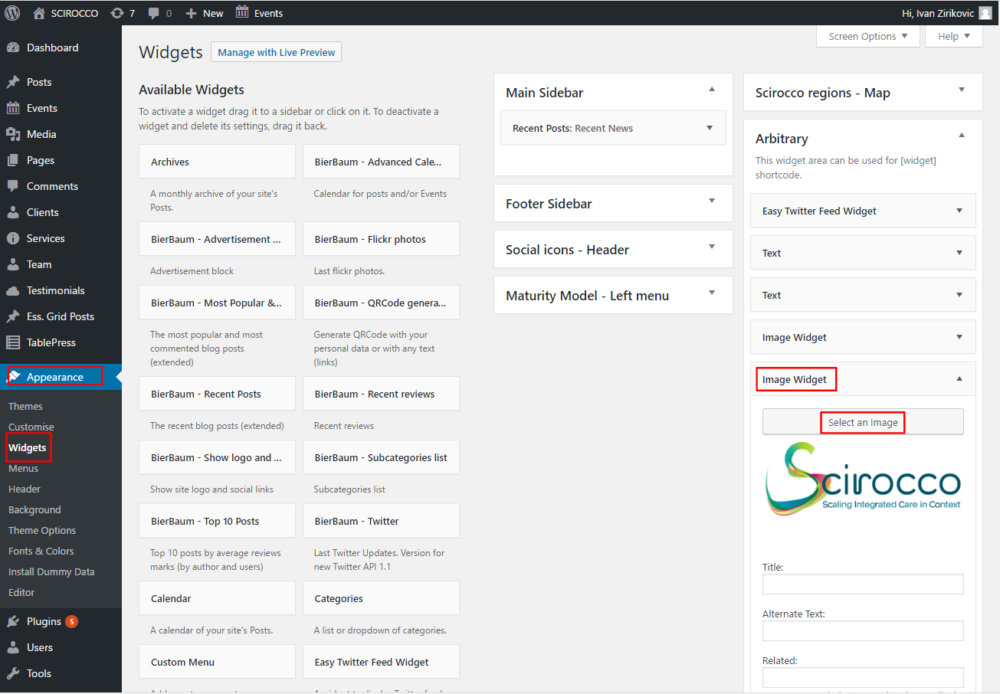 SCIROCCO
7
0
New
Events
Hi, Ivan Zirikovic
Dashboard
Posts
Events
Media
Pages
Comments
Clients
Services
Team
Testimonials
Ess. Grid Posts
TablePress
Appearance
Themes
Customise
Widgets
Menus
Header
Background
Theme Options
Fonts & Colors
Install Dummy Data
Editor
Plugins 5
Users
Tools
Screen Options
Help
Widgets
Manage with Live Preview
Available Widgets
To activate a widget drag it to a sidebar or click on it. To deactivate a
widget and delete its settings, drag it back.
Archives
A monthly archive of your site's
Posts.
BierBaum - Advanced Cale...
Calendar for posts and/or Events
BierBaum - Advertisement ...
Advertisement block
BierBaum - Flickr photos
Last flickr photos.
BierBaum - Most Popular &...
The most popular and most
commented blog posts
(extended)
BierBaum - QRCode genera...
Generate QRCode with your
personal data or with any text
(links)
BierBaum - Recent Posts
The recent blog posts (extended)
BierBaum - Recent reviews
Recent reviews
BierBaum - Show logo and ...
Show site logo and social links
BierBaum - Subcategories list
Subcategories list
BierBaum - Top 10 Posts
Top 10 posts by average reviews
marks (by author and users)
BierBaum - Twitter
Last Twitter Updates. Version for
new Twitter API 1.1
Calendar
A calendar of your site's Posts.
Categories
A list or dropdown of categories.
Custom Menu
Easy Twitter Feed Widget
Main Sidebar
Recent Posts: Recent News
Footer Sidebar
Social icons - Header
Maturity Model - Left menu
Scirocco regions - Map
Arbitrary
This widget area can be used for [widget]
shortcode.
Easy Twitter Feed Widget
Text
Text
Image Widget
Image Widget
Select an Image
Scirocco
Scaling Integrated Care in Context
Title:
Alternate Text:
Related: